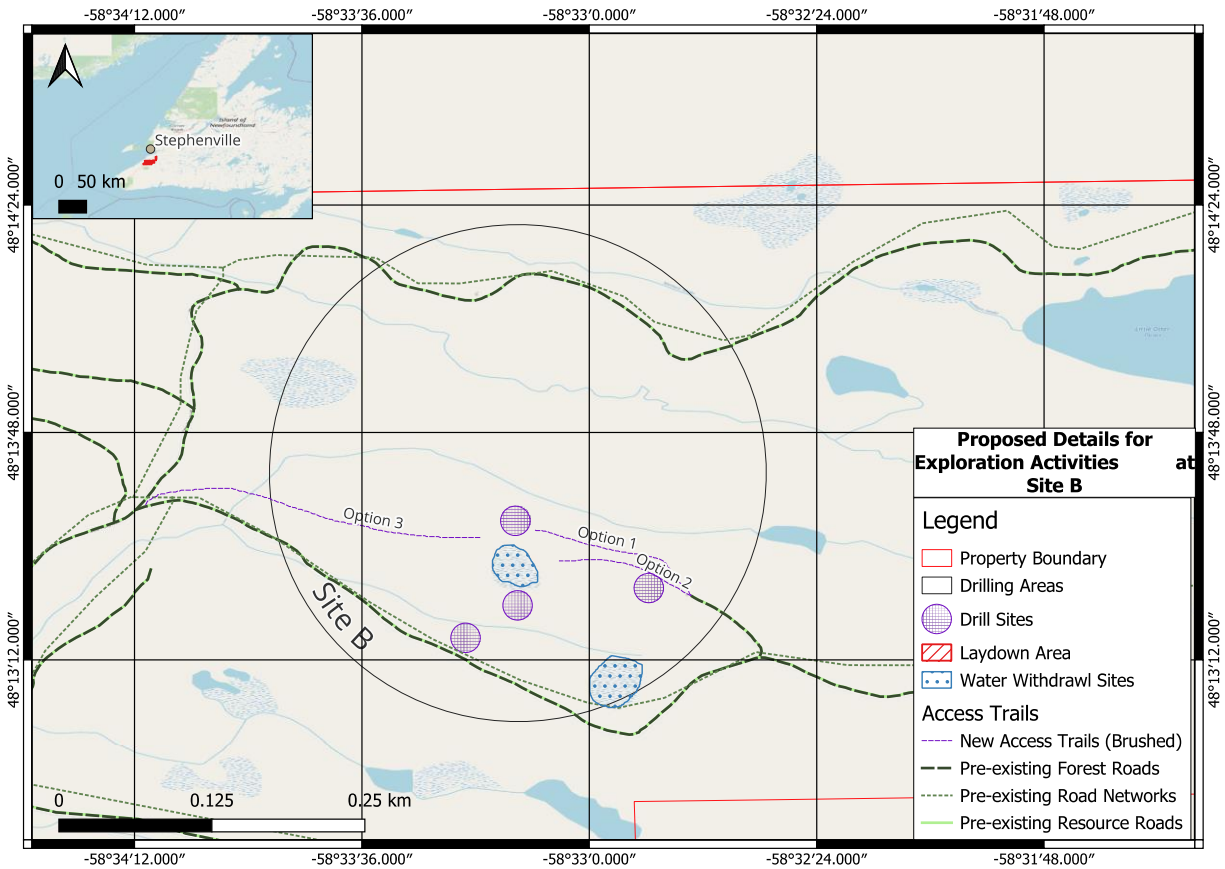 -58°34′12.000″ -58°33′36.000″ -58°33′0.000″ -58°32′24.000″ -58°31′48.000″
Island of
Newfoundland
Stephenville
0 50 km
48°14′24.000″ 48°14′24.000″
48°13′48.000″ 48°13′48.000″
48°13′12.000″ 48°13′12.000″
Option 3
Option 1
Option 2
Site B
Proposed Details for
Exploration Activities at
Site B
Legend
Property Boundary
Drilling Areas
Drill Sites
Laydown Area
Water Withdrawl Sites
Access Trails
New Access Trails (Brushed)
Pre-existing Forest Roads
Pre-existing Road Networks
Pre-existing Resource Roads
0 0.125 0.25 km
-58°34′12.000″ -58°33′36.000″ -58°33′0.000″ -58°32′24.000″ -58°31′48.000″